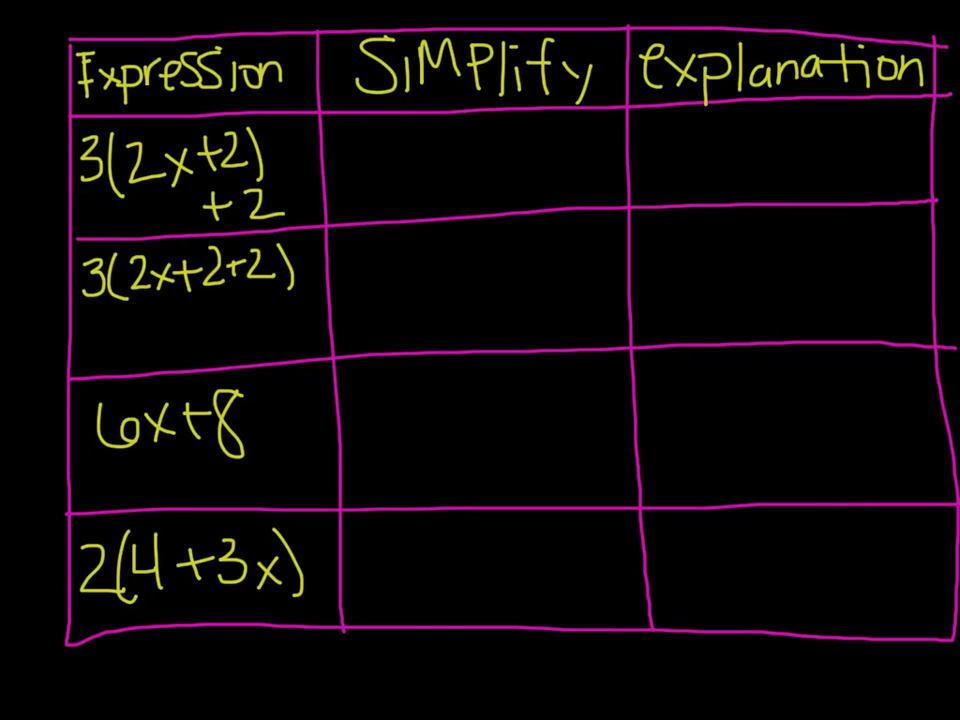 Expression SiMPlify explanation
3(2x+2)
+2
3(2x+2+2)
6x+8
2(4+3x)